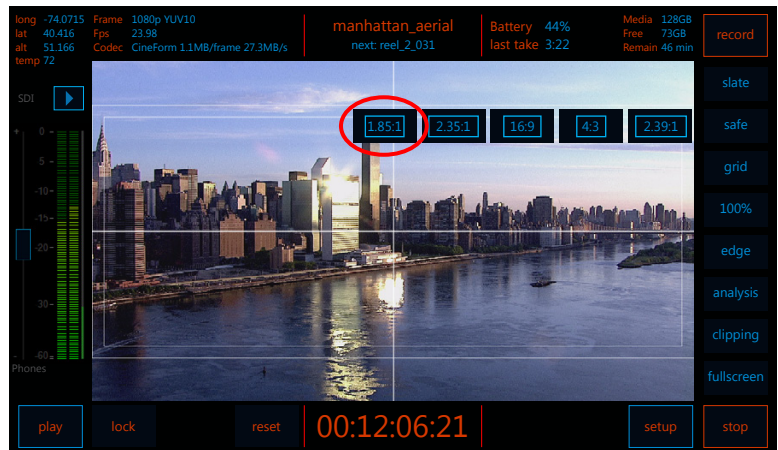 long -74.0715
lat 40.416
alt 51.166
temp 72
Frame 1080p YUV10
Fps 23.98
Codec CineForm 1.1MB/frame 27.3MB/s
manhattan_aerial
next: reel_2_031
Battery 44%
last take 3:22
Media 128GB
Free 73GB
Remain 46 min
record
SDI
slate
1.85:1 2.35:1 16:9 4:3 2.39:1
safe
+ 0 -
5 -
-10-
-15-
-20-
30-
- -60-
Phones
grid
100%
edge
analysis
clipping
fullscreen
play lock reset 00:12:06:21 setup stop